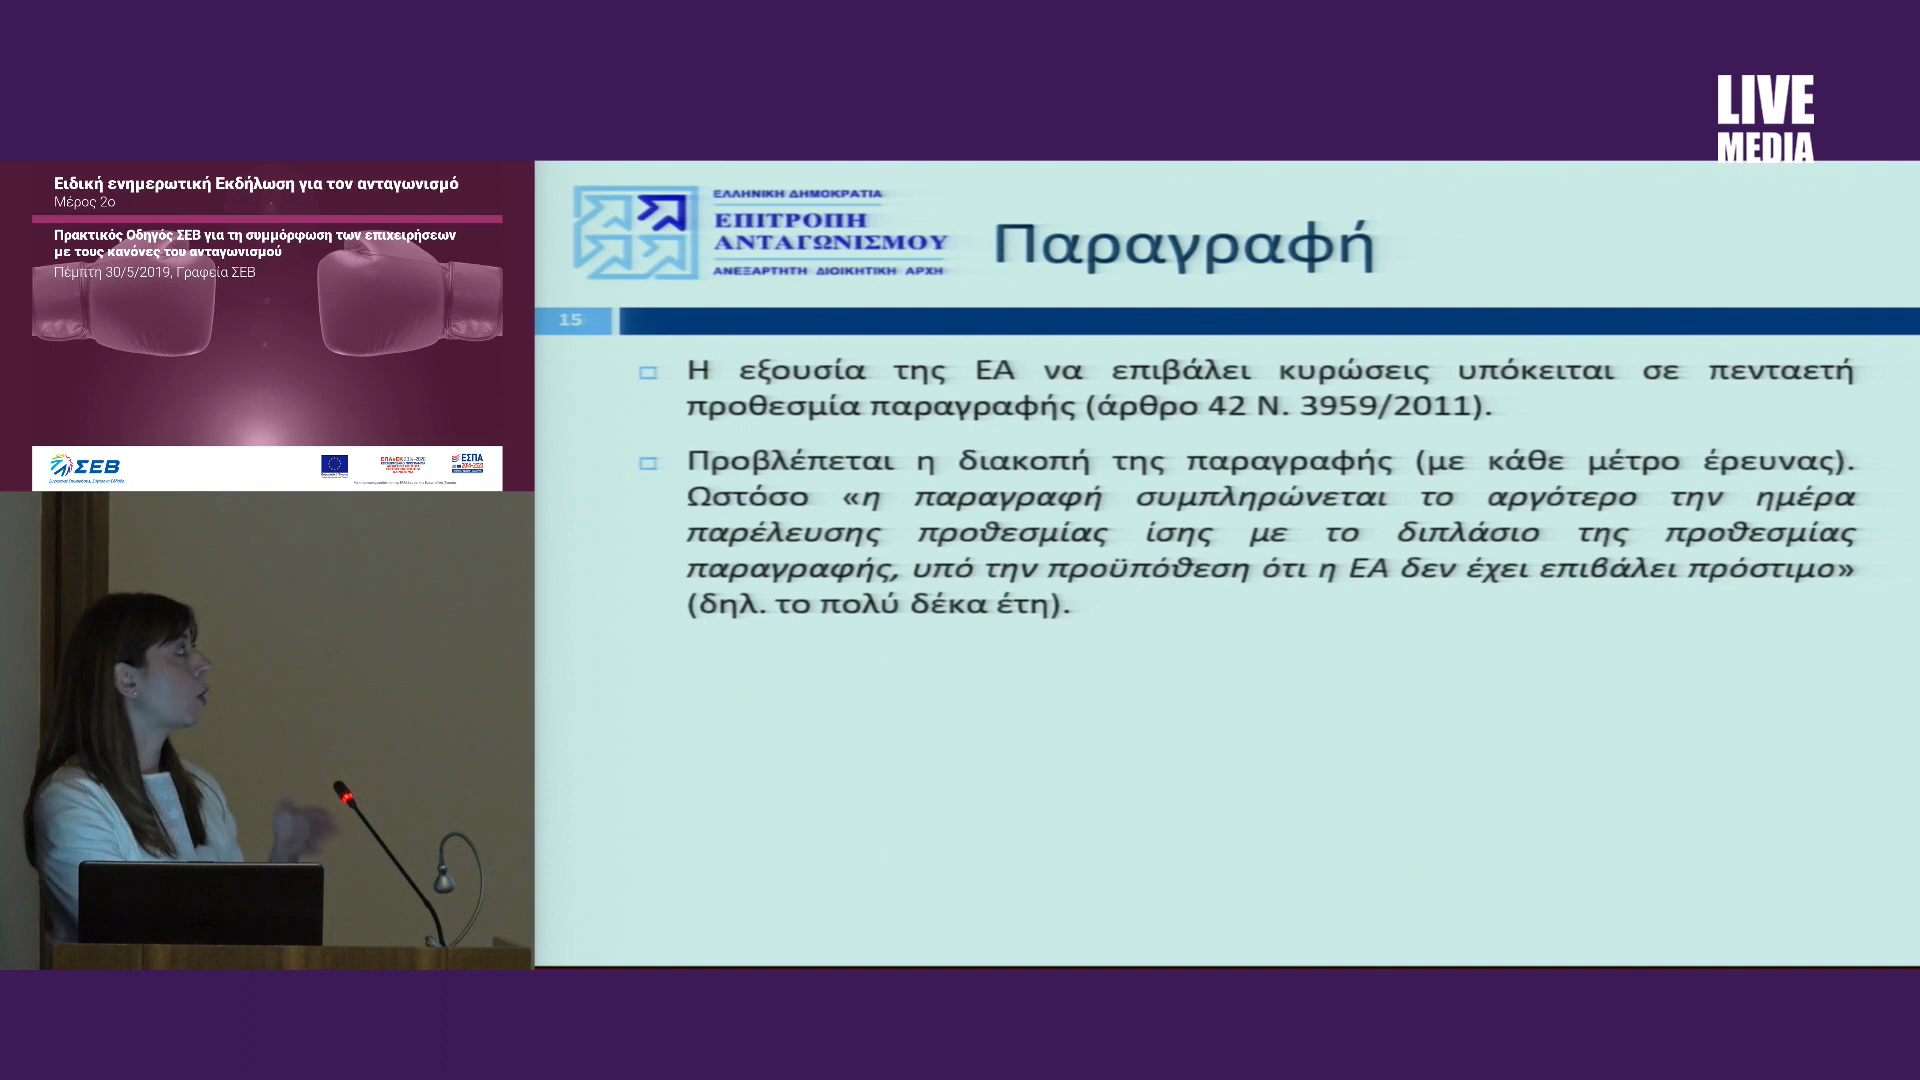 LIVE
MEDIA
Ειδική ενημερωτική Εκδήλωση για τον ανταγωνισμό
Μέρος 2ο
Πρακτικός Οδηγός ΣΕΒ για τη συμμόρφωση των επιχειρήσεων
με τους κανόνες του ανταγωνισμού
Πέμπτη 30/5/2019, Γραφεία ΣΕΒ
ΣΕΒ
ΕΣΠΑ
2014-2020
ΕΛΛΗΝΙΚΗ ΔΗΜΟΚΡΑΤΙΑ
ΕΠΙΤΡΟΠΗ
ΑΝΤΑΓΩΝΙΣΜΟΥ
ΑΝΕΞΑΡΤΗΤΗ ΔΙΟΙΚΗΤΙΚΗ ΑΡΧΗ
Παραγραφή
15
Η εξουσία της ΕΑ να επιβάλει κυρώσεις υπόκειται σε πενταετή
προθεσμία παραγραφής (άρθρο 42 Ν. 3959/2011).
Προβλέπεται η διακοπή της παραγραφής (με κάθε μέτρο έρευνας).
Ωστόσο «η παραγραφή συμπληρώνεται το αργότερο την ημέρα
παρέλευσης προθεσμίας ίσης με το διπλάσιο της προθεσμίας
παραγραφής, υπό την προϋπόθεση ότι η ΕΑ δεν έχει επιβάλει πρόστιμο»
(δηλ. το πολύ δέκα έτη).